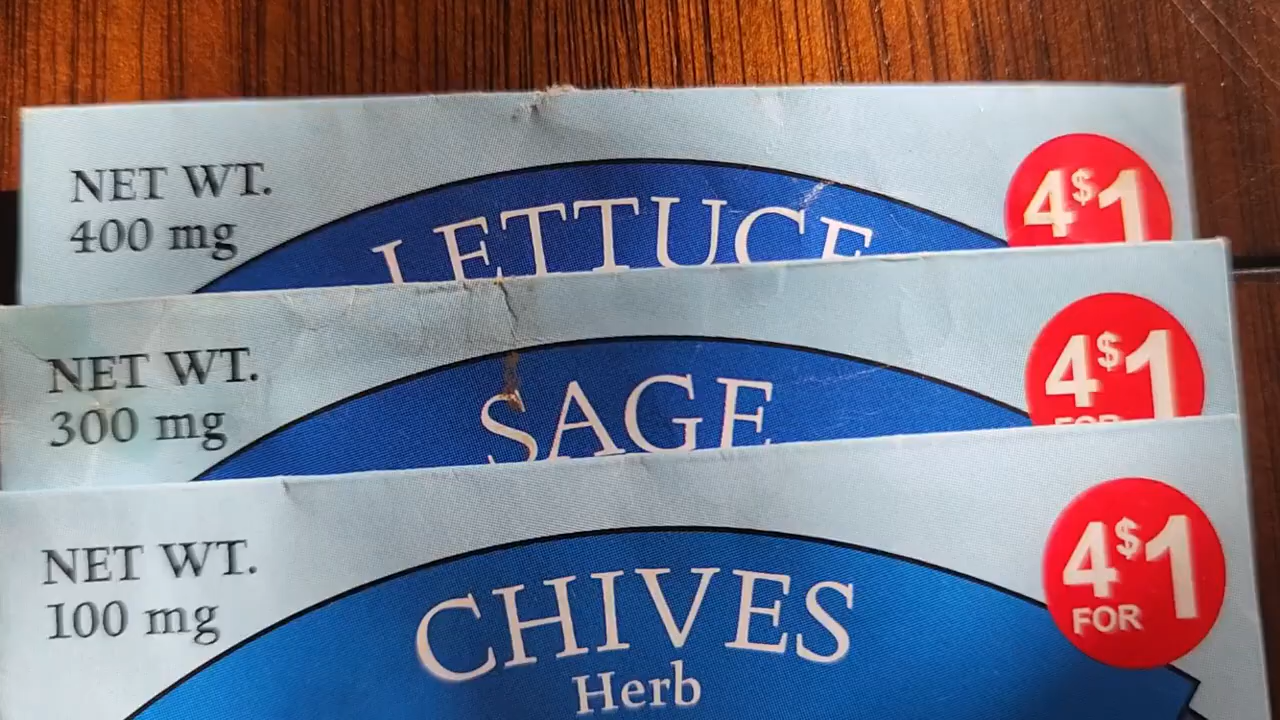 NET WT.
400 mg
LETTUCE
4 $1
NET WT.
300 mg
SAGE
4 $1
FOR
NET WT.
100 mg
CHIVES
Herb
4 $1
FOR